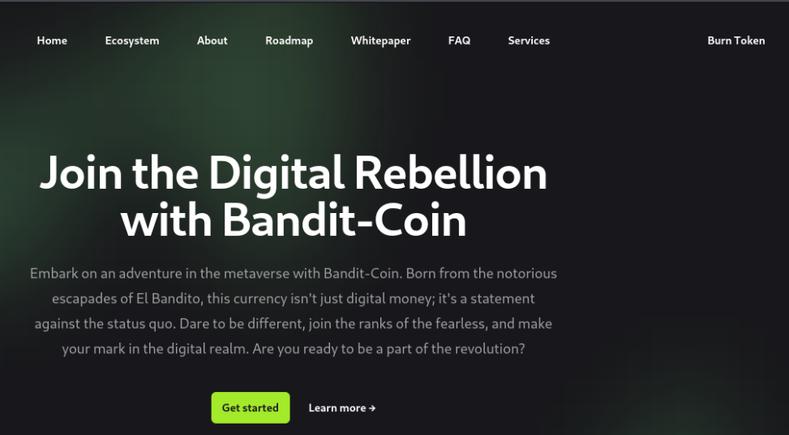 Home Ecosystem About Roadmap Whitepaper FAQ Services Burn Token
Join the Digital Rebellion
with Bandit-Coin
Embark on an adventure in the metaverse with Bandit-Coin. Born from the notorious
escapades of El Bandito, this currency isn't just digital money; it's a statement
against the status quo. Dare to be different, join the ranks of the fearless, and make
your mark in the digital realm. Are you ready to be a part of the revolution?
Get started Learn more →